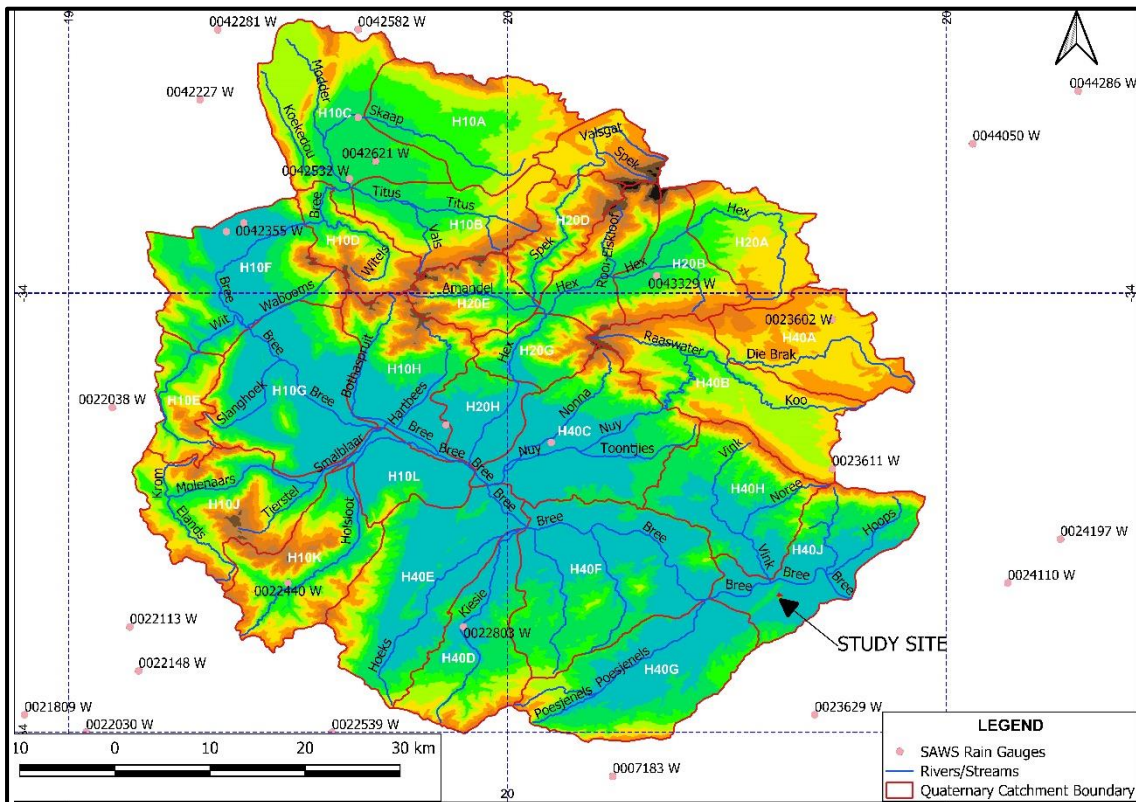 19
0042281 W
0042582 W
20
20
0044286 W
0042227 W
0044050 W
Modder
Koekedou
H10C
Skaap
H10A
0042621 W
0042532 W
Valsgat
Spek
Titus
Titus
Bree
H10B
H20D
Hex
H20A
0042355 W
H10D
Witels
Vals
Spek
Rooi-Elskloof
Hex
H20B
H10F
Bree
Waboems
Amandel
H20E
Hex
0043329 W
-34
-34
Wit
Bree
Bothaspruit
Hex
H20G
0023602 W
H40A
Raaswater
Die Brak
H10H
H40B
Koo
0022038 W
H10E
Slanghoek
H10G
Bree
Hartbees
H20H
Nonna
Bree
Bree
Nuy
H40C
Nuy
Toontjies
Smalblaar
Krom
Molenaars
H10L
Bree
Bree
Vink
0023611 W
H40H
Noree
H10J
Tierstel
Elands
Holsloot
Bree
Bree
Hoops
0024197 W
H10K
H40E
H40F
Vink
H40J
Bree
Bree
Bree
0022440 W
0024110 W
Kiesie
0022803 W
0022113 W
STUDY SITE
Hoeks
H40D
0022148 W
Poesjenels
H40G
Poesjenels
0021809 W
0022030 W
0022539 W
0023629 W
34
10 0 10 20 30 km
0007183 W
20
LEGEND
SAWS Rain Gauges
Rivers/Streams
Quaternary Catchment Boundary